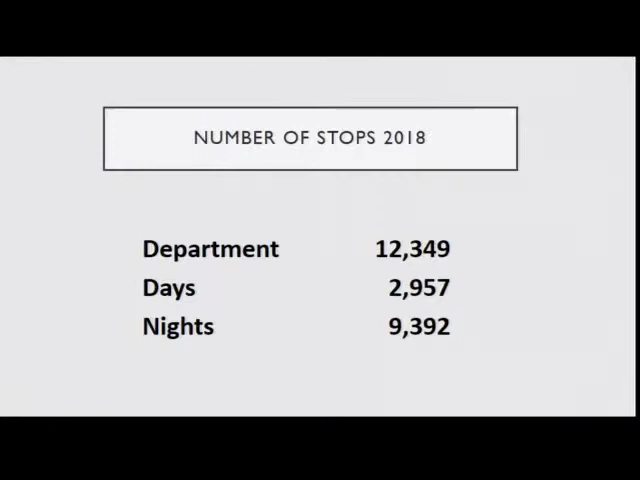 NUMBER OF STOPS 2018
Department 12,349
Days 2,957
Nights 9,392